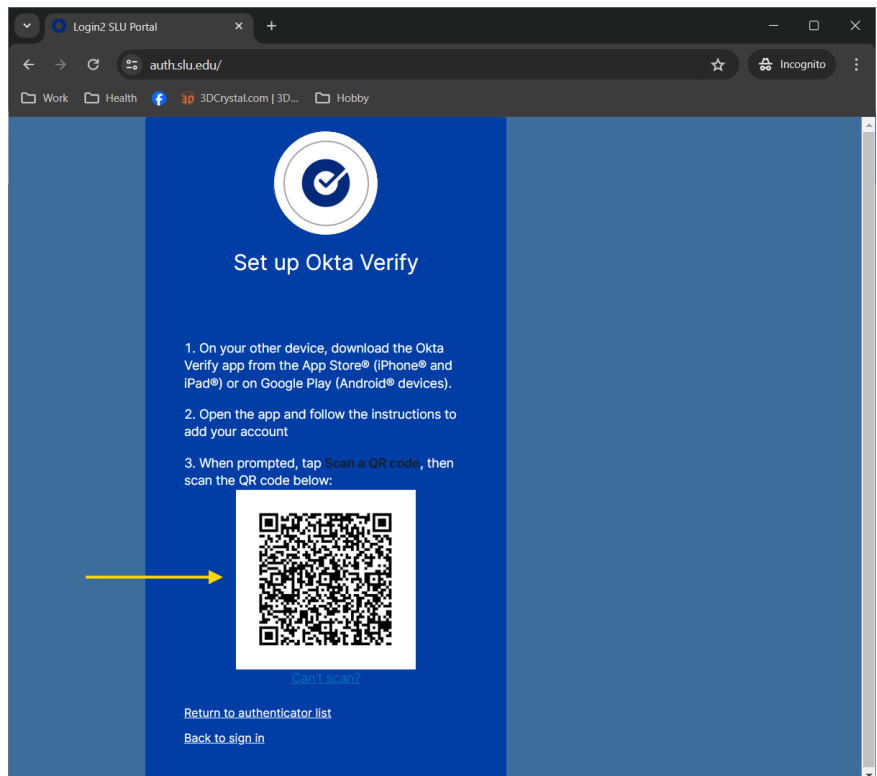 Login2 SLU Portal
auth.slu.edu/
Incognito
Work Health 3DCrystal.com | 3D... Hobby
Set up Okta Verify
1. On your other device, download the Okta
Verify app from the App Store® (iPhone® and
iPad®) or on Google Play (Android® devices).
2. Open the app and follow the instructions to
add your account
3. When prompted, tap Scan a QR code, then
scan the QR code below:
Can't scan?
Return to authenticator list
Back to sign in